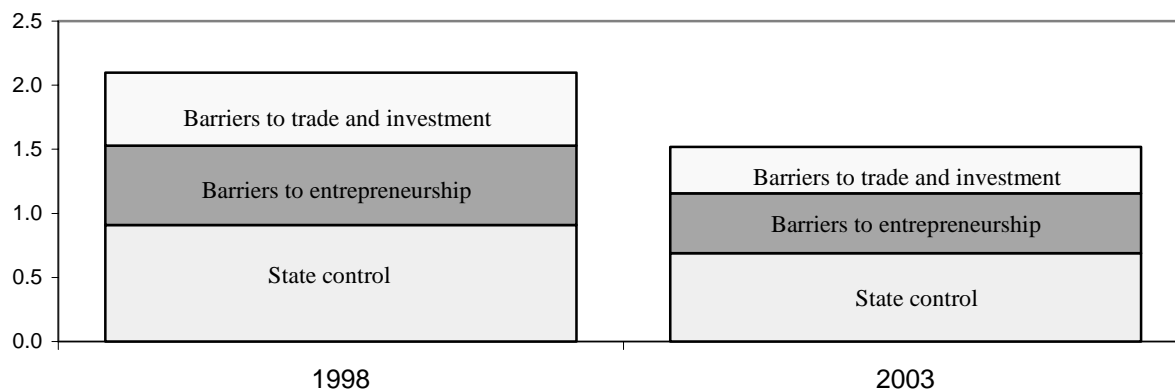 2.5
2.0
1.5
1.0
0.5
0.0
Barriers to trade and investment
Barriers to entrepreneurship
State control
Barriers to trade and investment
Barriers to entrepreneurship
State control
1998
2003